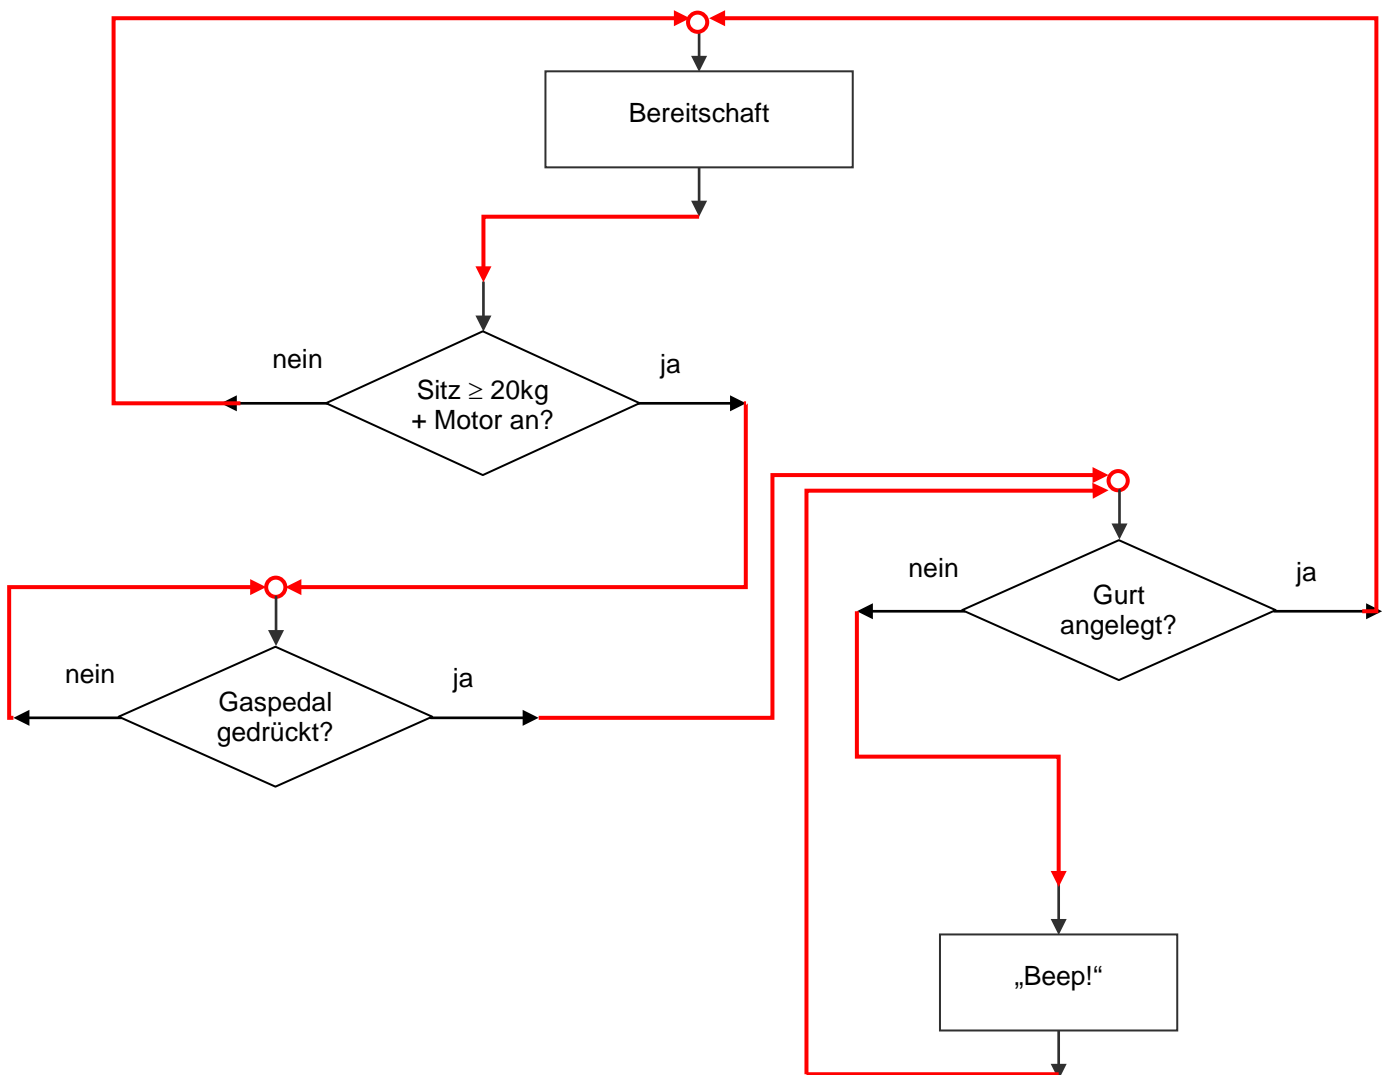 Bereitschaft
nein
ja
Sitz ≥ 20kg
+ Motor an?
nein
ja
Gurt
angelegt?
nein
ja
Gaspedal
gedrückt?
„Beep!“